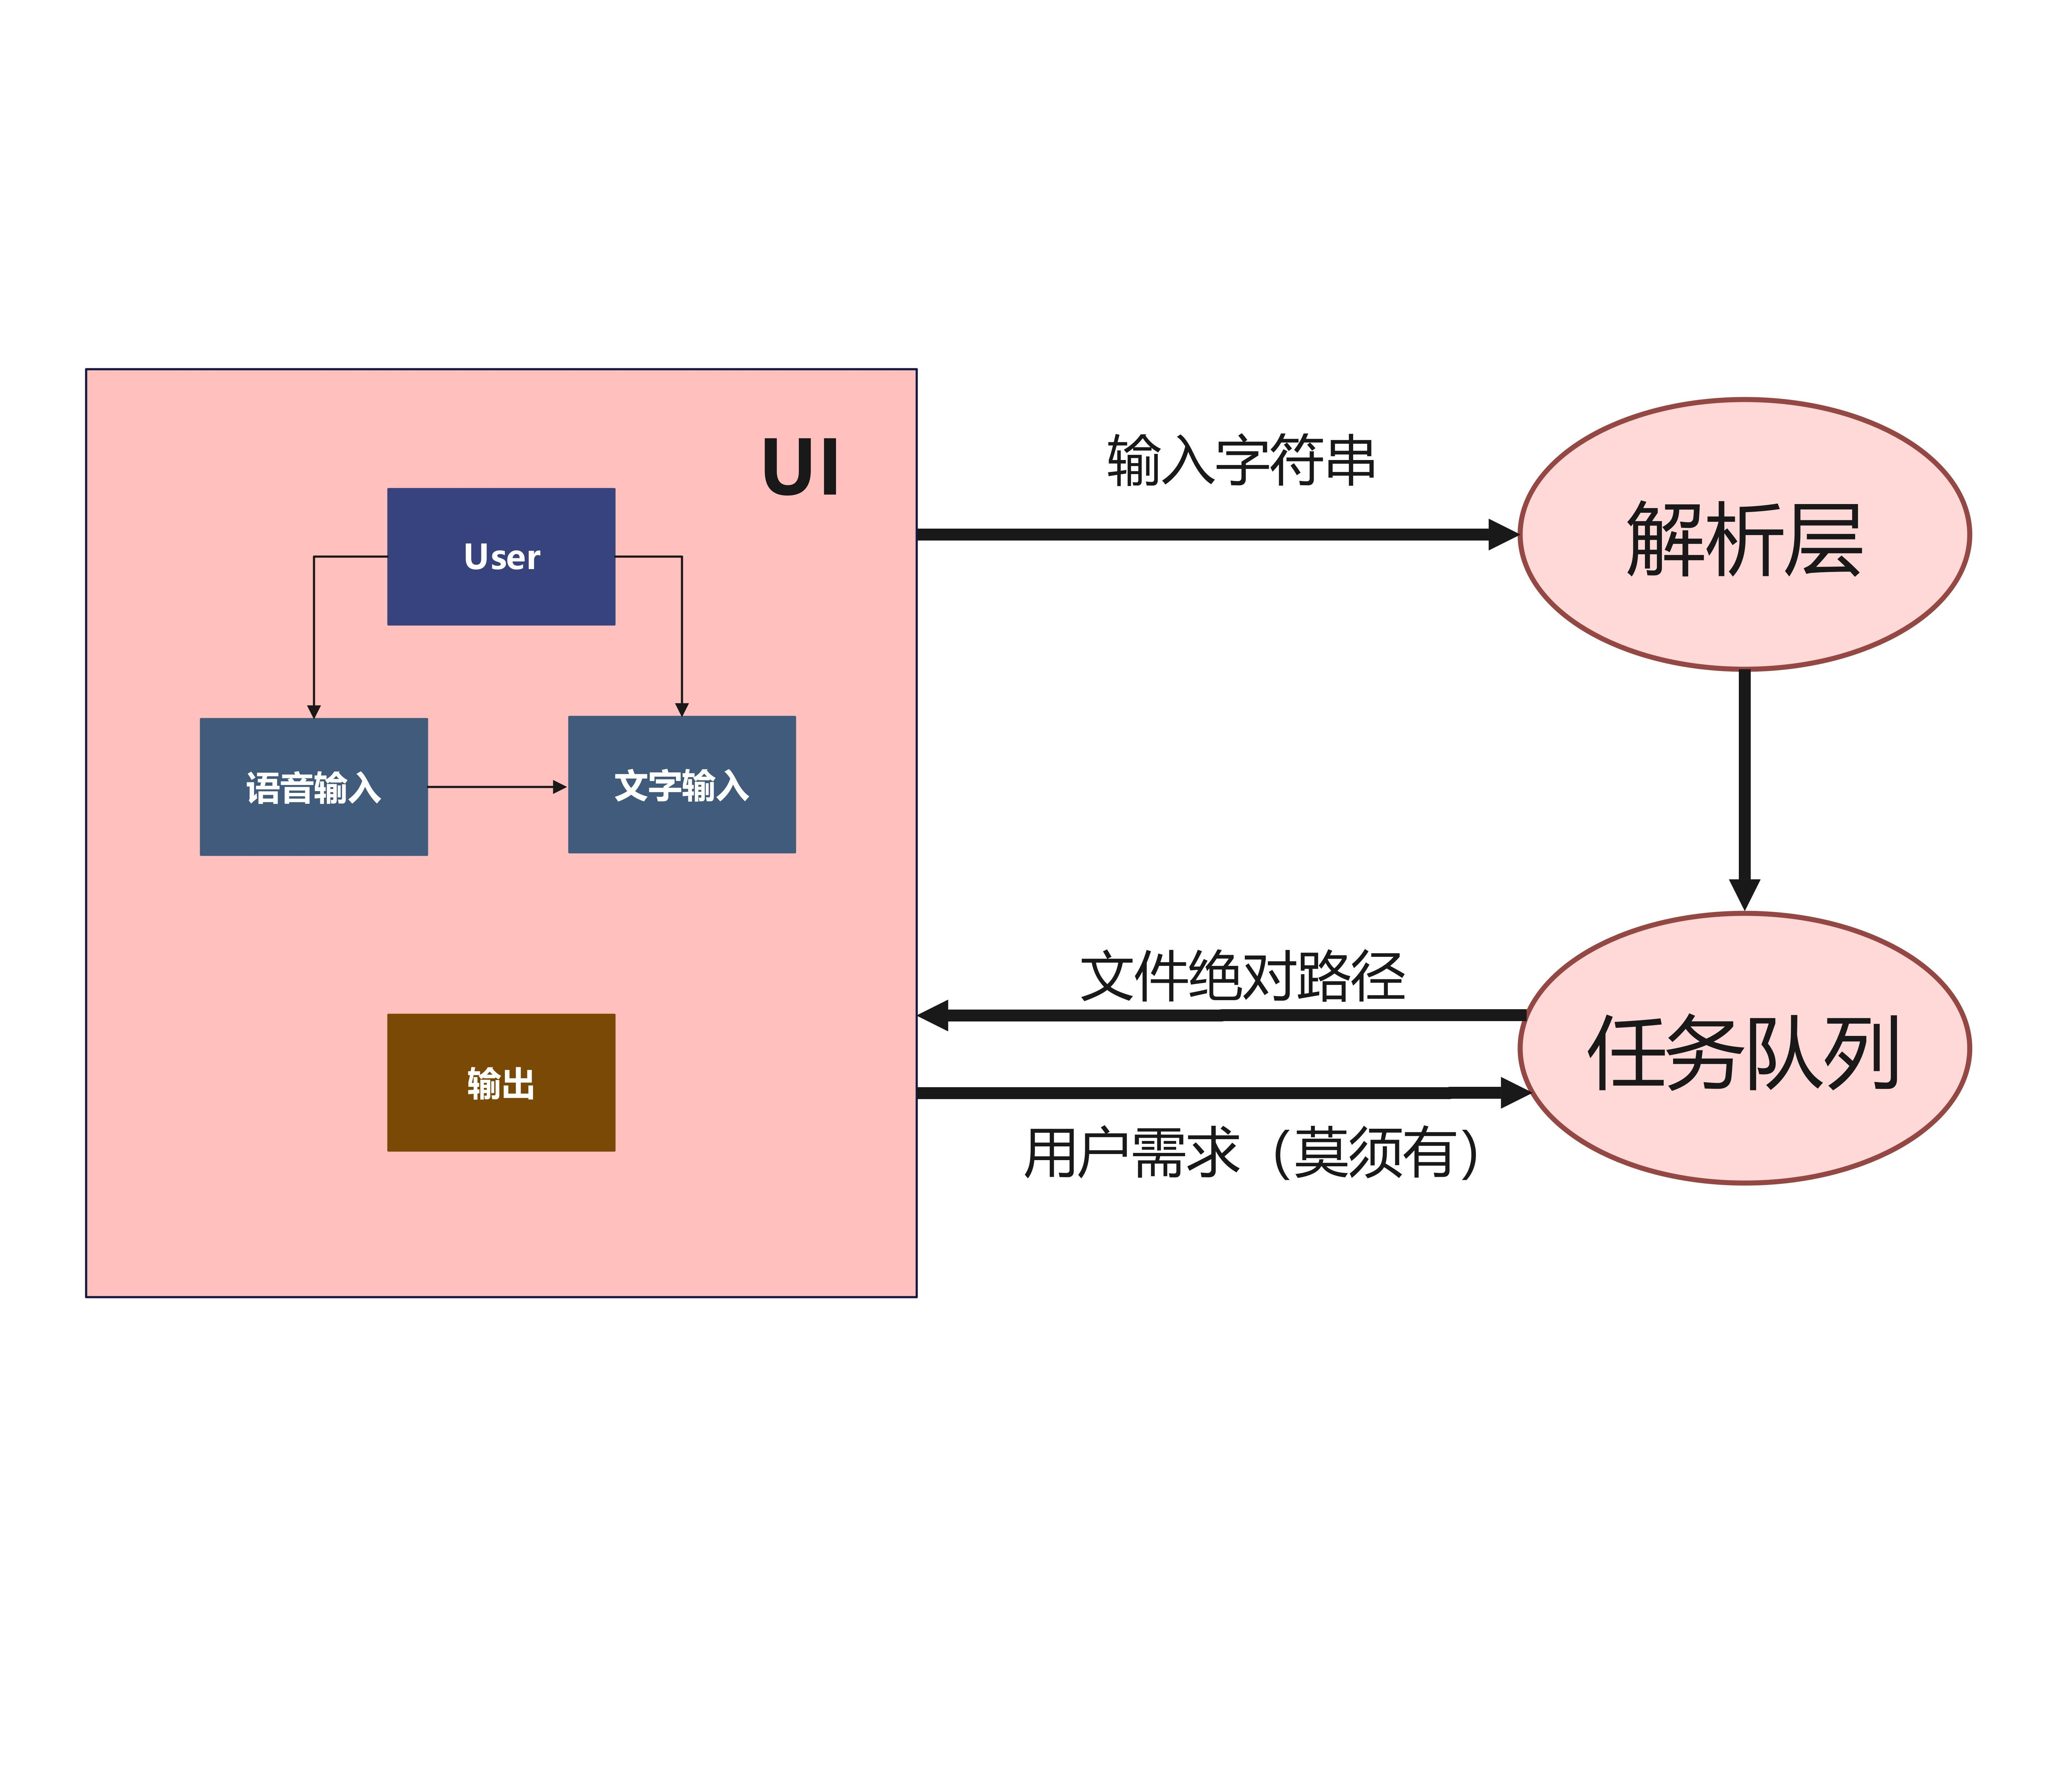 UI
User
语音输入
文字输入
输出
输入字符串
解析层
文件绝对路径
任务队列
用户需求（莫须有）